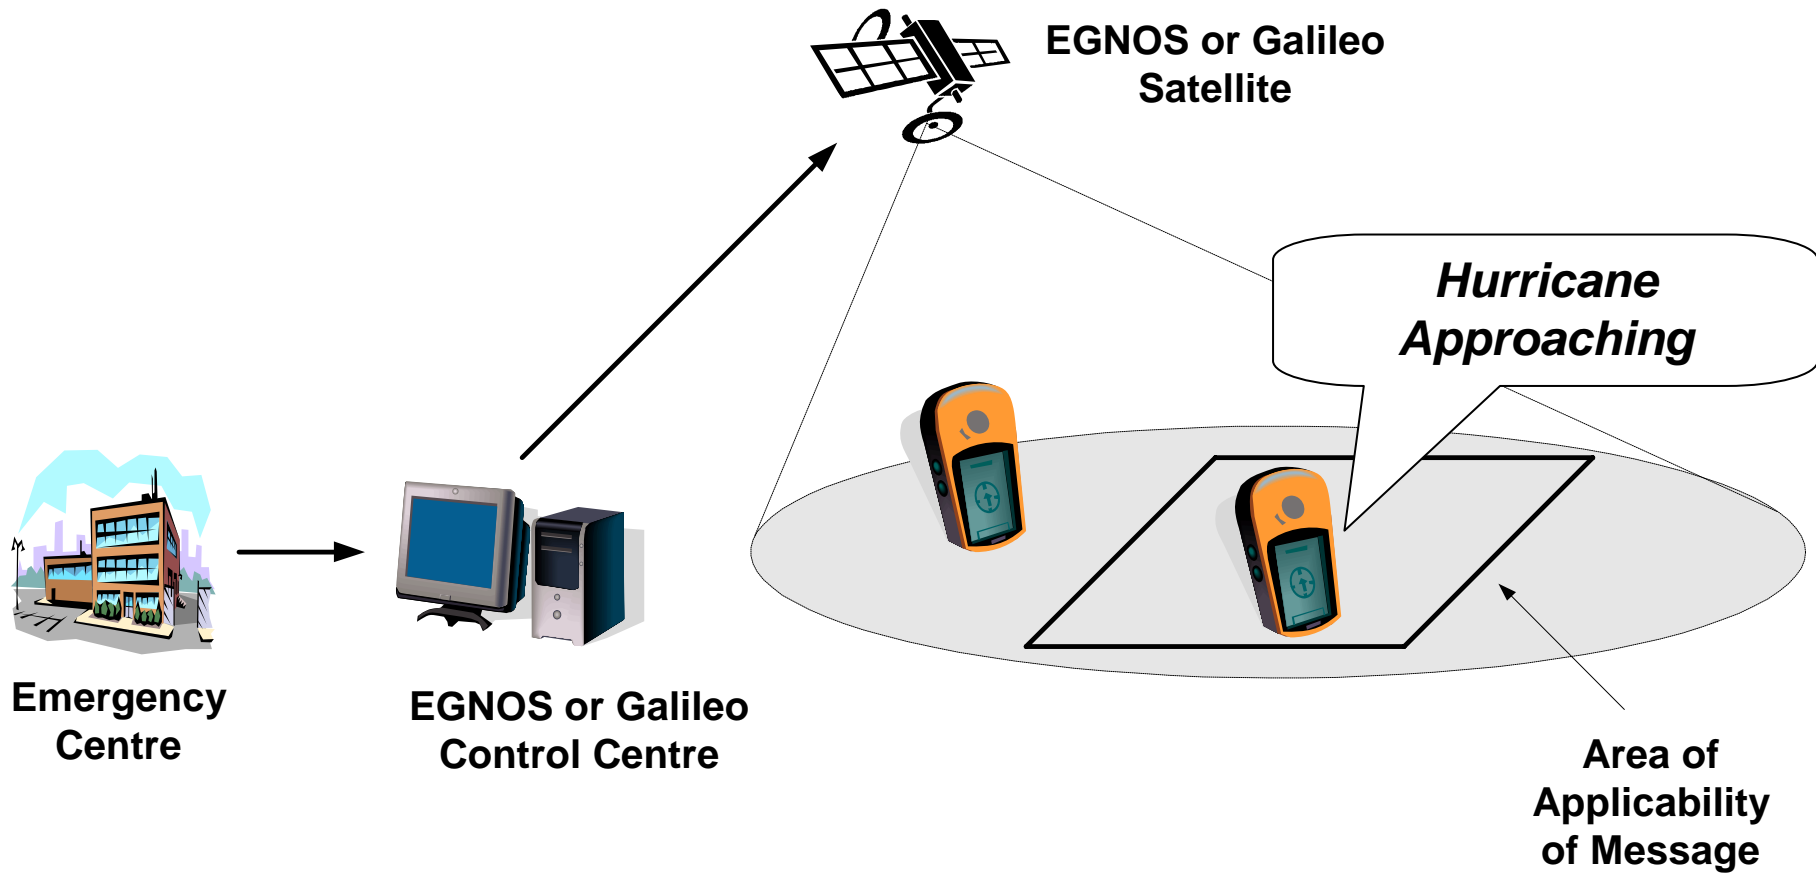 EGNOS or Galileo
Satellite
Hurricane
Approaching
Emergency
Centre
EGNOS or Galileo
Control Centre
Area of
Applicability
of Message